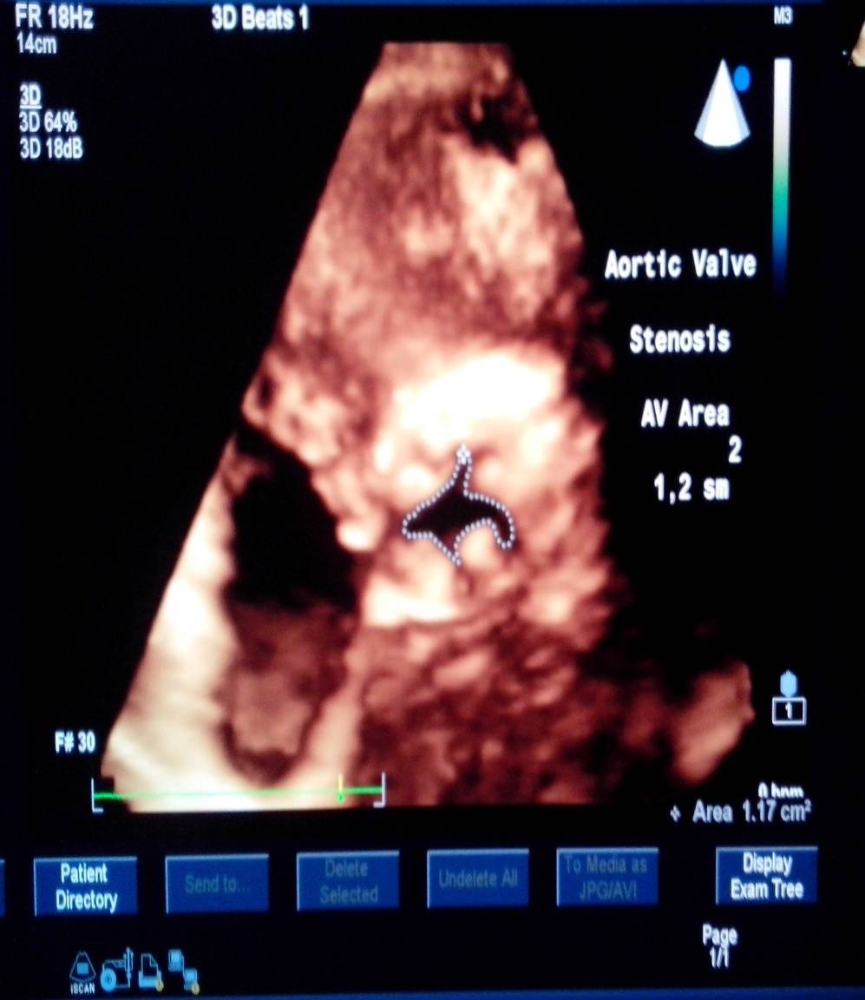 FR 18Hz
14cm
3D Beats 1
M3
3D
3D 64%
3D 18dB
Aortic Valve
Stenosis
AV Area
2
1,2 sm
1
F# 30
0 bpm
Area 1.17 cm²
Patient
Directory
Send to...
Delete
Selected
Undelete All
To Media as
JPG/AVI
Display
Exam Tree
Page
1/1
iSCAN